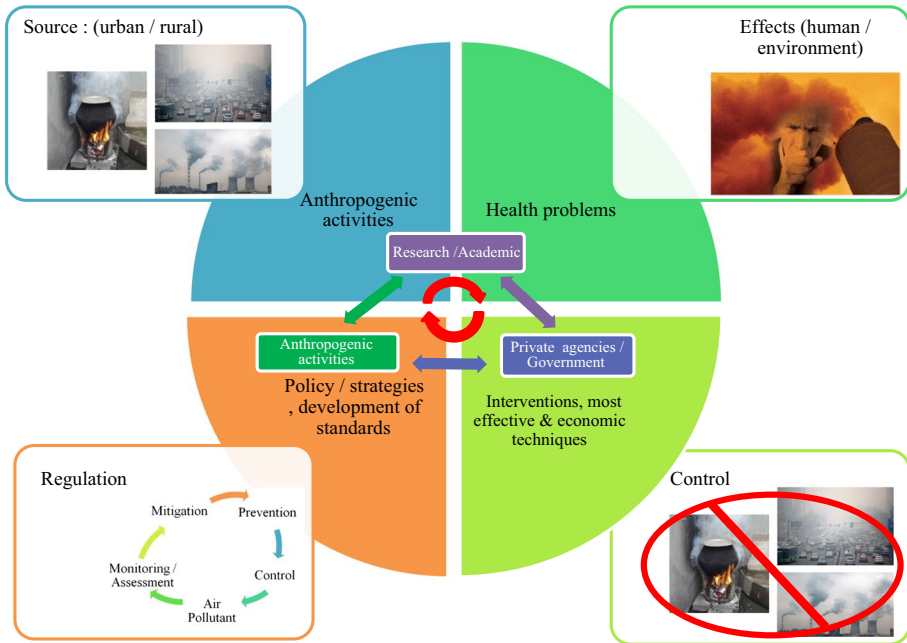 Source : (urban / rural)
Effects (human /
environment)
Anthropogenic
activities
Health problems
Research /Academic
Anthropogenic
activities
Private agencies /
Government
Policy / strategies
, development of
standards
Interventions, most
effective & economic
techniques
Regulation
Mitigation
Prevention
Control
Air
Pollutant
Monitoring /
Assessment
Control